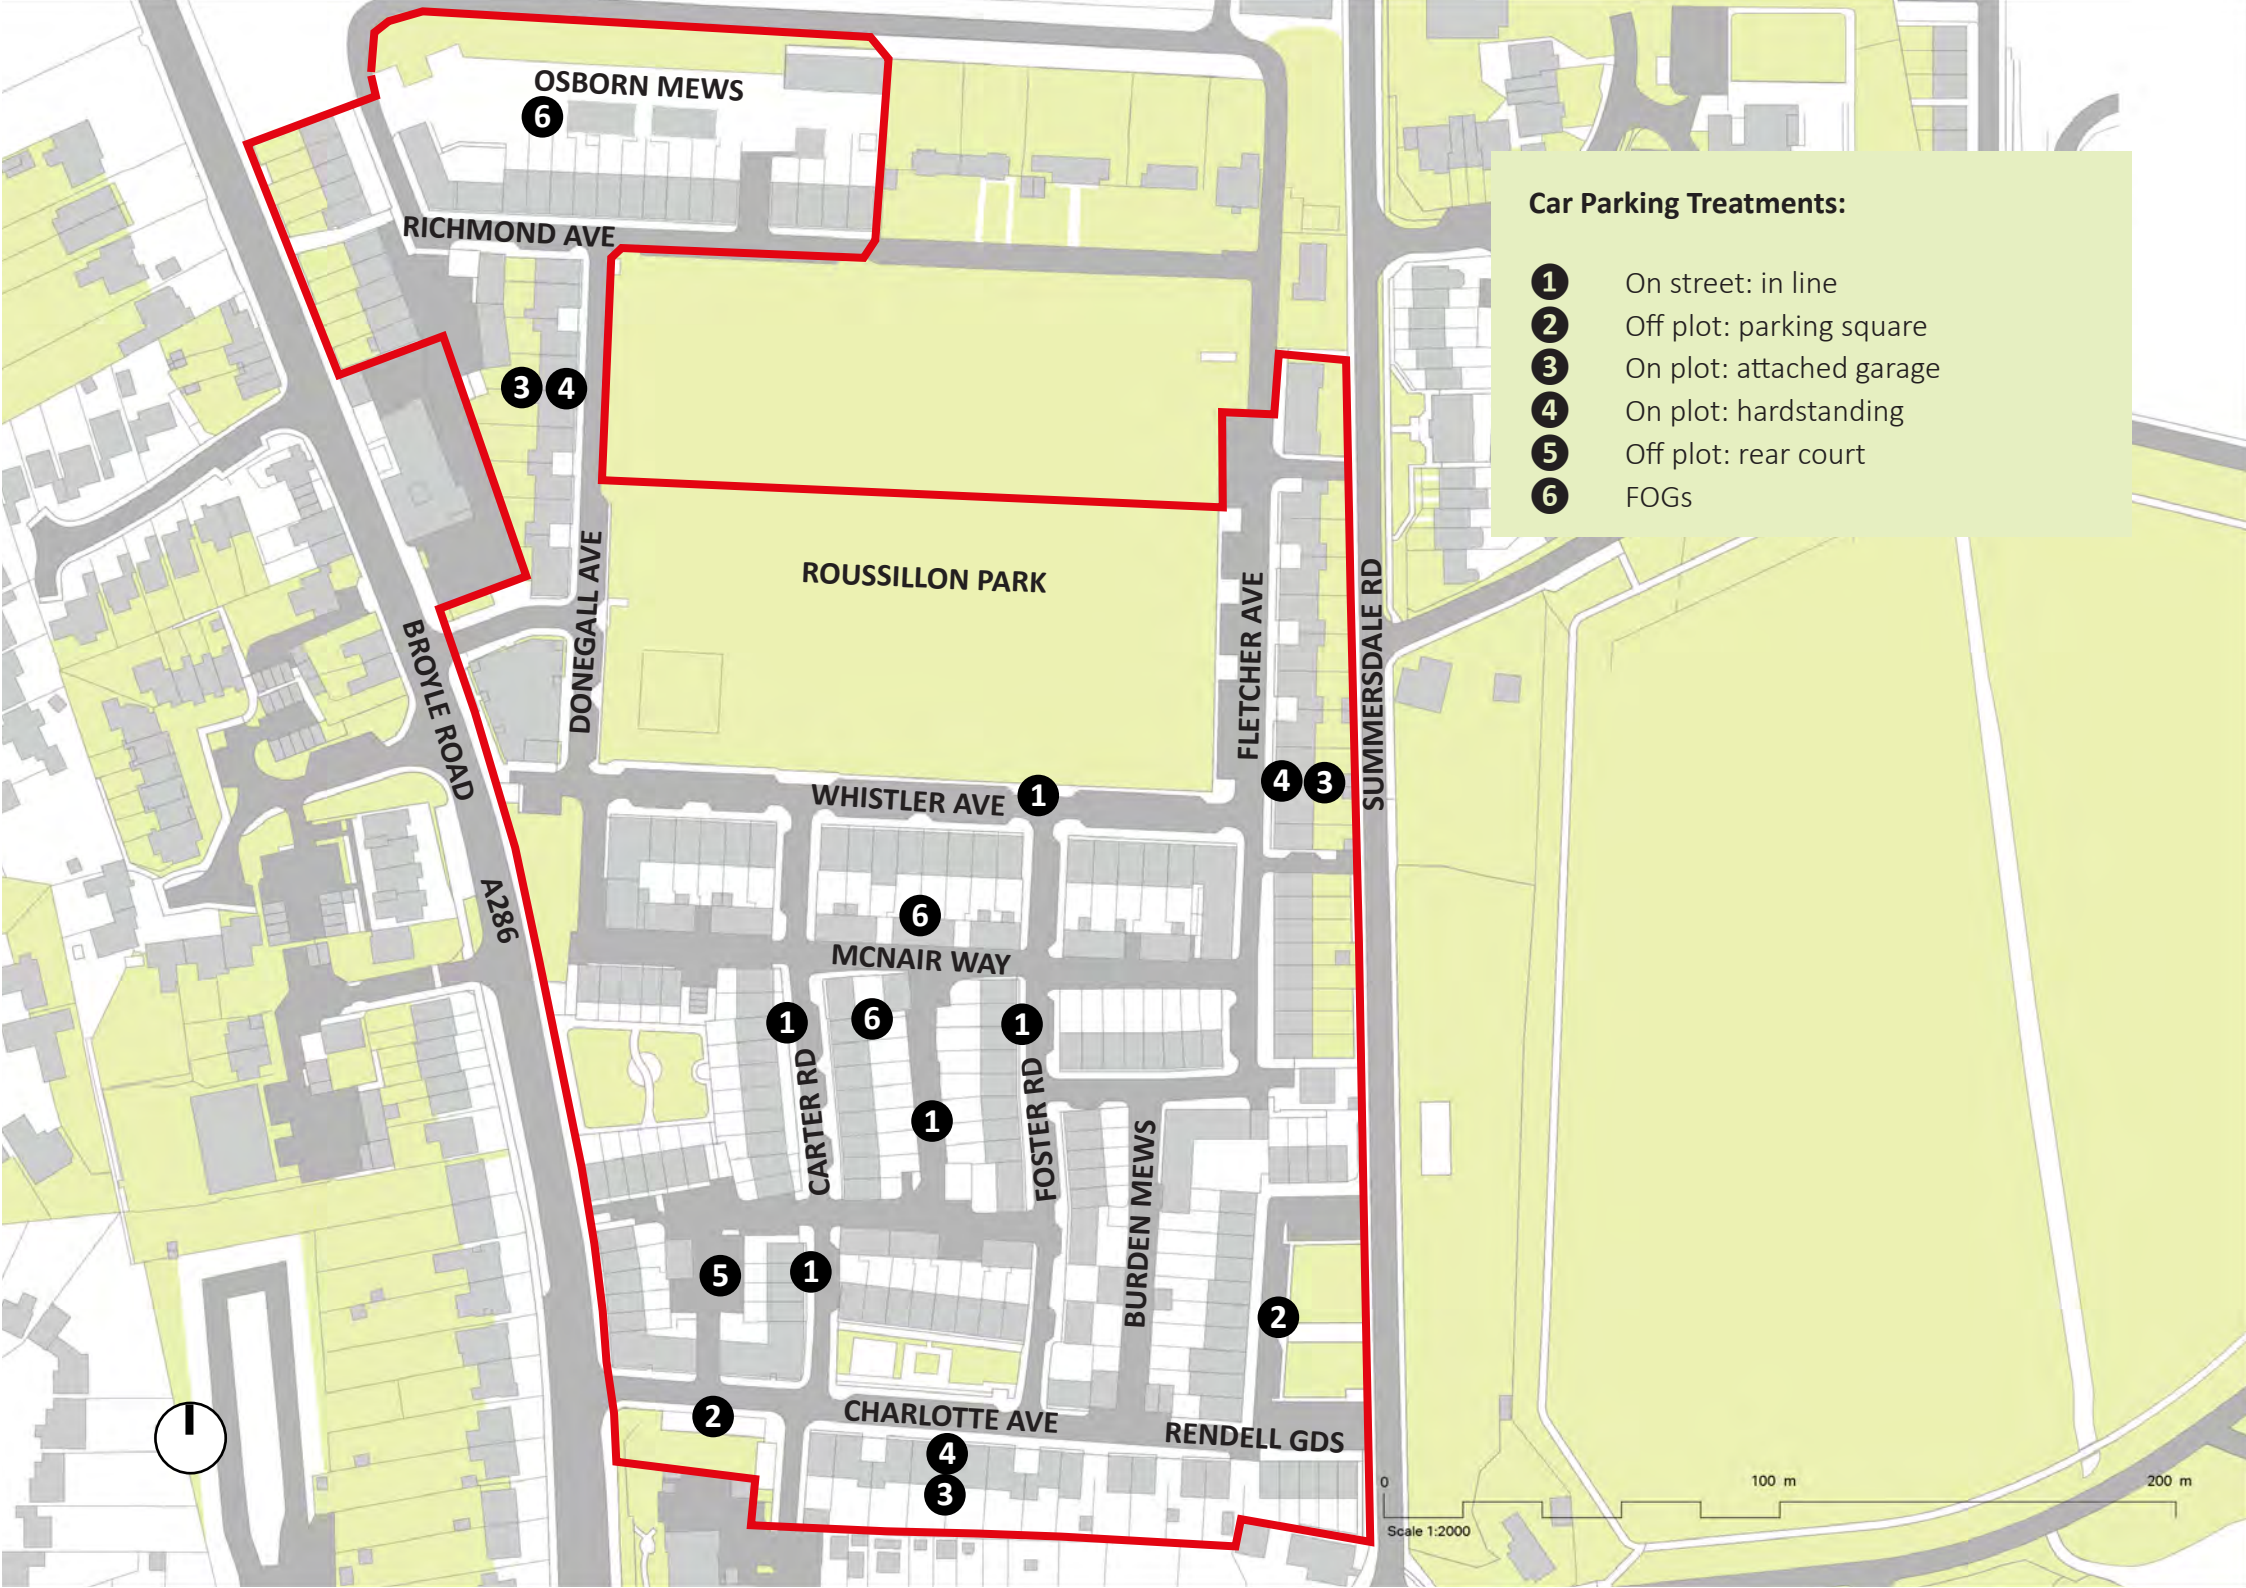 OSBORN MEWS
6
RICHMOND AVE
3 4
DONEGALL AVE
ROUSSILLON PARK
FLETCHER AVE
SUMMERSDALE RD
BROYLE ROAD
A286
WHISTLER AVE 1
4 3
6
MCNAIR WAY
1
6
1
CARTER RD
1
FOSTER RD
BURDEN MEWS
5
1
2
2
CHARLOTTE AVE
4
3
RENDELL GDS
Car Parking Treatments:
1 On street: in line
2 Off plot: parking square
3 On plot: attached garage
4 On plot: hardstanding
5 Off plot: rear court
6 FOGs
0 100 m 200 m
Scale 1:2000